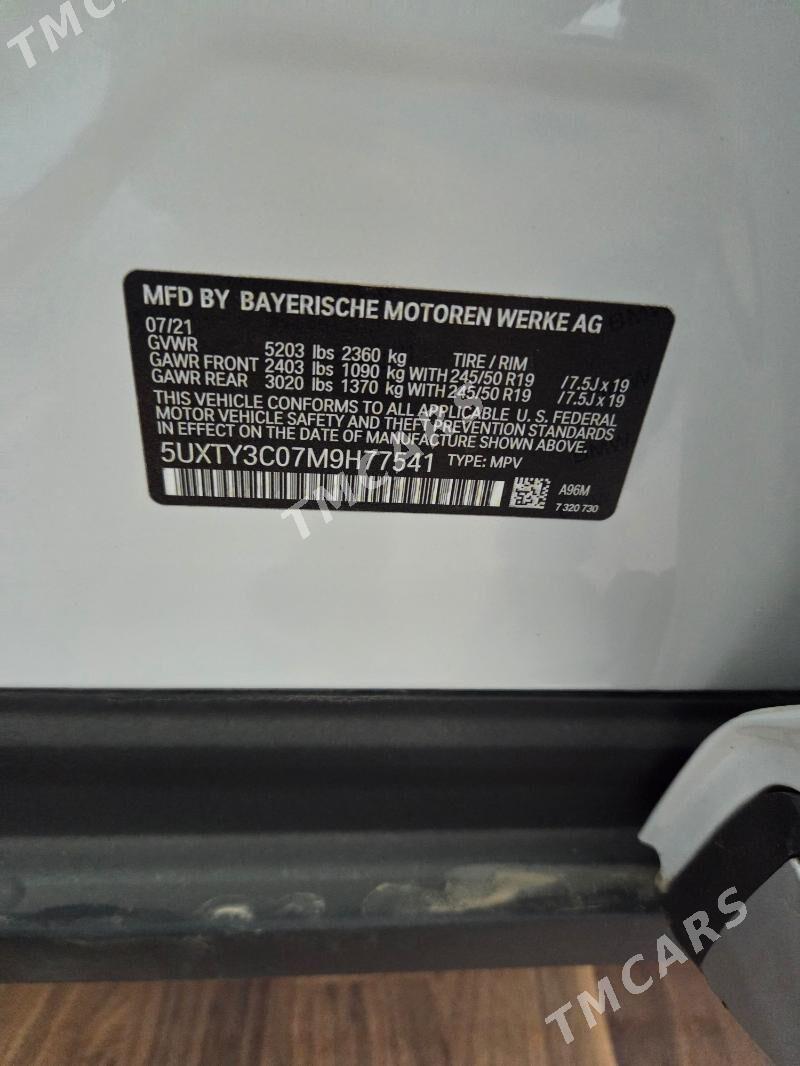 TMCARS
MFD BY BAYERISCHE MOTOREN WERKE AG
07/21
GVWR 5203 lbs 2360 kg TIRE / RIM
GAWR FRONT 2403 lbs 1090 kg WITH 245/50 R19 /7.5J x 19
GAWR REAR 3020 lbs 1370 kg WITH 245/50 R19 /7.5J x 19
THIS VEHICLE CONFORMS TO ALL APPLICABLE U.S. FEDERAL
MOTOR VEHICLE SAFETY AND THEFT PREVENTION STANDARDS
IN EFFECT ON THE DATE OF MANUFACTURE SHOWN ABOVE.
5UXTY3C07M9H77541 TYPE: MPV
A96M
7 320 730
TMCARS
TMCARS